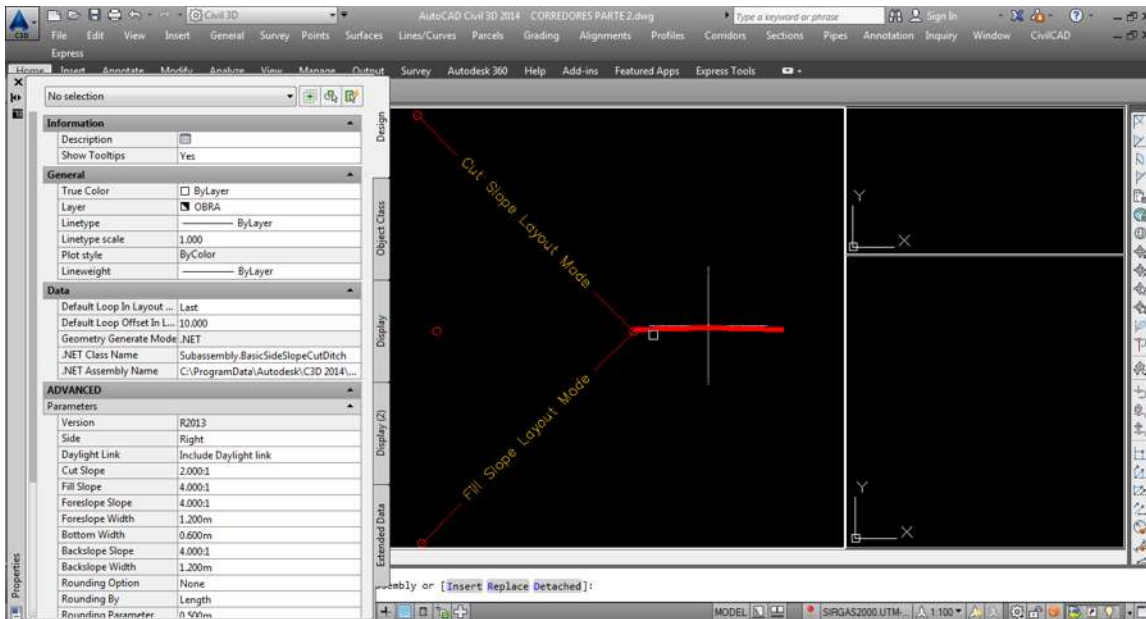 Civil 3D
AutoCAD Civil 3D 2014 CORREDORES PARTE 2.dwg
Type a keyword or phrase
Sign In
C3D
File Edit View Insert General Survey Points Surfaces Lines/Curves Parcels Grading Alignments Profiles Corridors Sections Pipes Annotation Inquiry Window CivilCAD
Express
Home Insert Annotate Modify Analyze View Manage Output Survey Autodesk 360 Help Add-ins Featured Apps Express Tools
No selection
Information
Description
Show Tooltips Yes
General
True Color ByLayer
Layer OBRA
Linetype ByLayer
Linetype scale 1.000
Plot style ByColor
Lineweight ByLayer
Data
Default Loop In Layout ... Last
Default Loop Offset In L... 10.000
Geometry Generate Mode .NET
.NET Class Name Subassembly.BasicSideSlopeCutDitch
.NET Assembly Name C:\ProgramData\Autodesk\C3D 2014\...
ADVANCED
Parameters
Version R2013
Side Right
Daylight Link Include Daylight link
Cut Slope 2.000:1
Fill Slope 4.000:1
Foreslope Slope 4.000:1
Foreslope Width 1.200m
Bottom Width 0.600m
Backslope Slope 4.000:1
Backslope Width 1.200m
Rounding Option None
Rounding By Length
Rounding Parameter 0.500m
Properties
Design
Object Class
Display
Display (2)
Extended Data
Cut Slope Layout Mode
Fill Slope Layout Mode
Y
X
Y
X
embly or [Insert Replace Detached]:
MODEL
SIRGAS2000.UTM-...
1:100